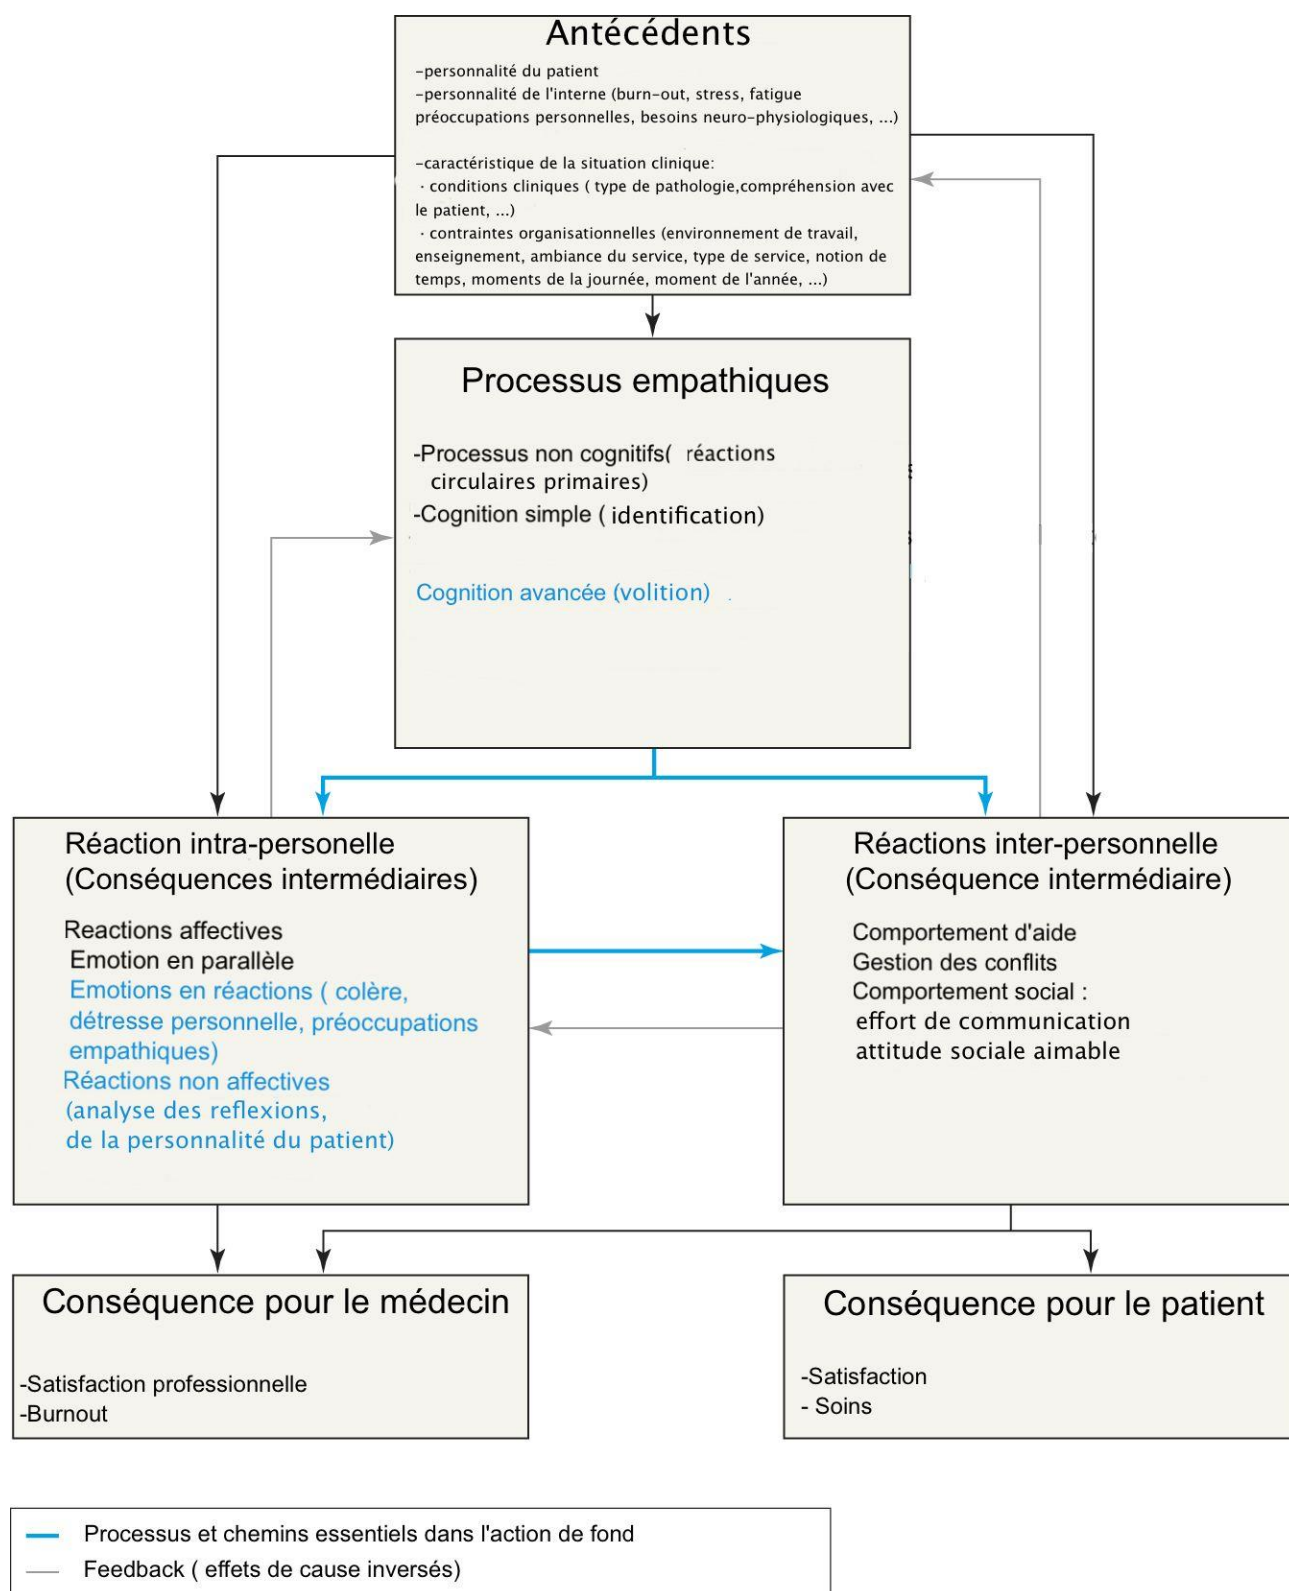 Antécédents
-personnalité du patient
-personnalité de l'interne (burn-out, stress, fatigue
préoccupations personnelles, besoins neuro-physiologiques, ...)
-caractéristique de la situation clinique:
· conditions cliniques ( type de pathologie,compréhension avec
le patient, ...)
· contraintes organisationnelles (environnement de travail,
enseignement, ambiance du service, type de service, notion de
temps, moments de la journée, moment de l'année, ...)
Processus empathiques
-Processus non cognitifs( réactions
circulaires primaires)
-Cognition simple ( identification)
Cognition avancée (volition)
Réaction intra-personelle
(Conséquences intermédiaires)
Reactions affectives
Emotion en parallèle
Emotions en réactions ( colère,
détresse personnelle, préoccupations
empathiques)
Réactions non affectives
(analyse des reflexions,
de la personnalité du patient)
Réactions inter-personnelle
(Conséquence intermédiaire)
Comportement d'aide
Gestion des conflits
Comportement social :
effort de communication
attitude sociale aimable
Conséquence pour le médecin
-Satisfaction professionnelle
-Burnout
Conséquence pour le patient
-Satisfaction
- Soins
Processus et chemins essentiels dans l'action de fond
Feedback ( effets de cause inversés)